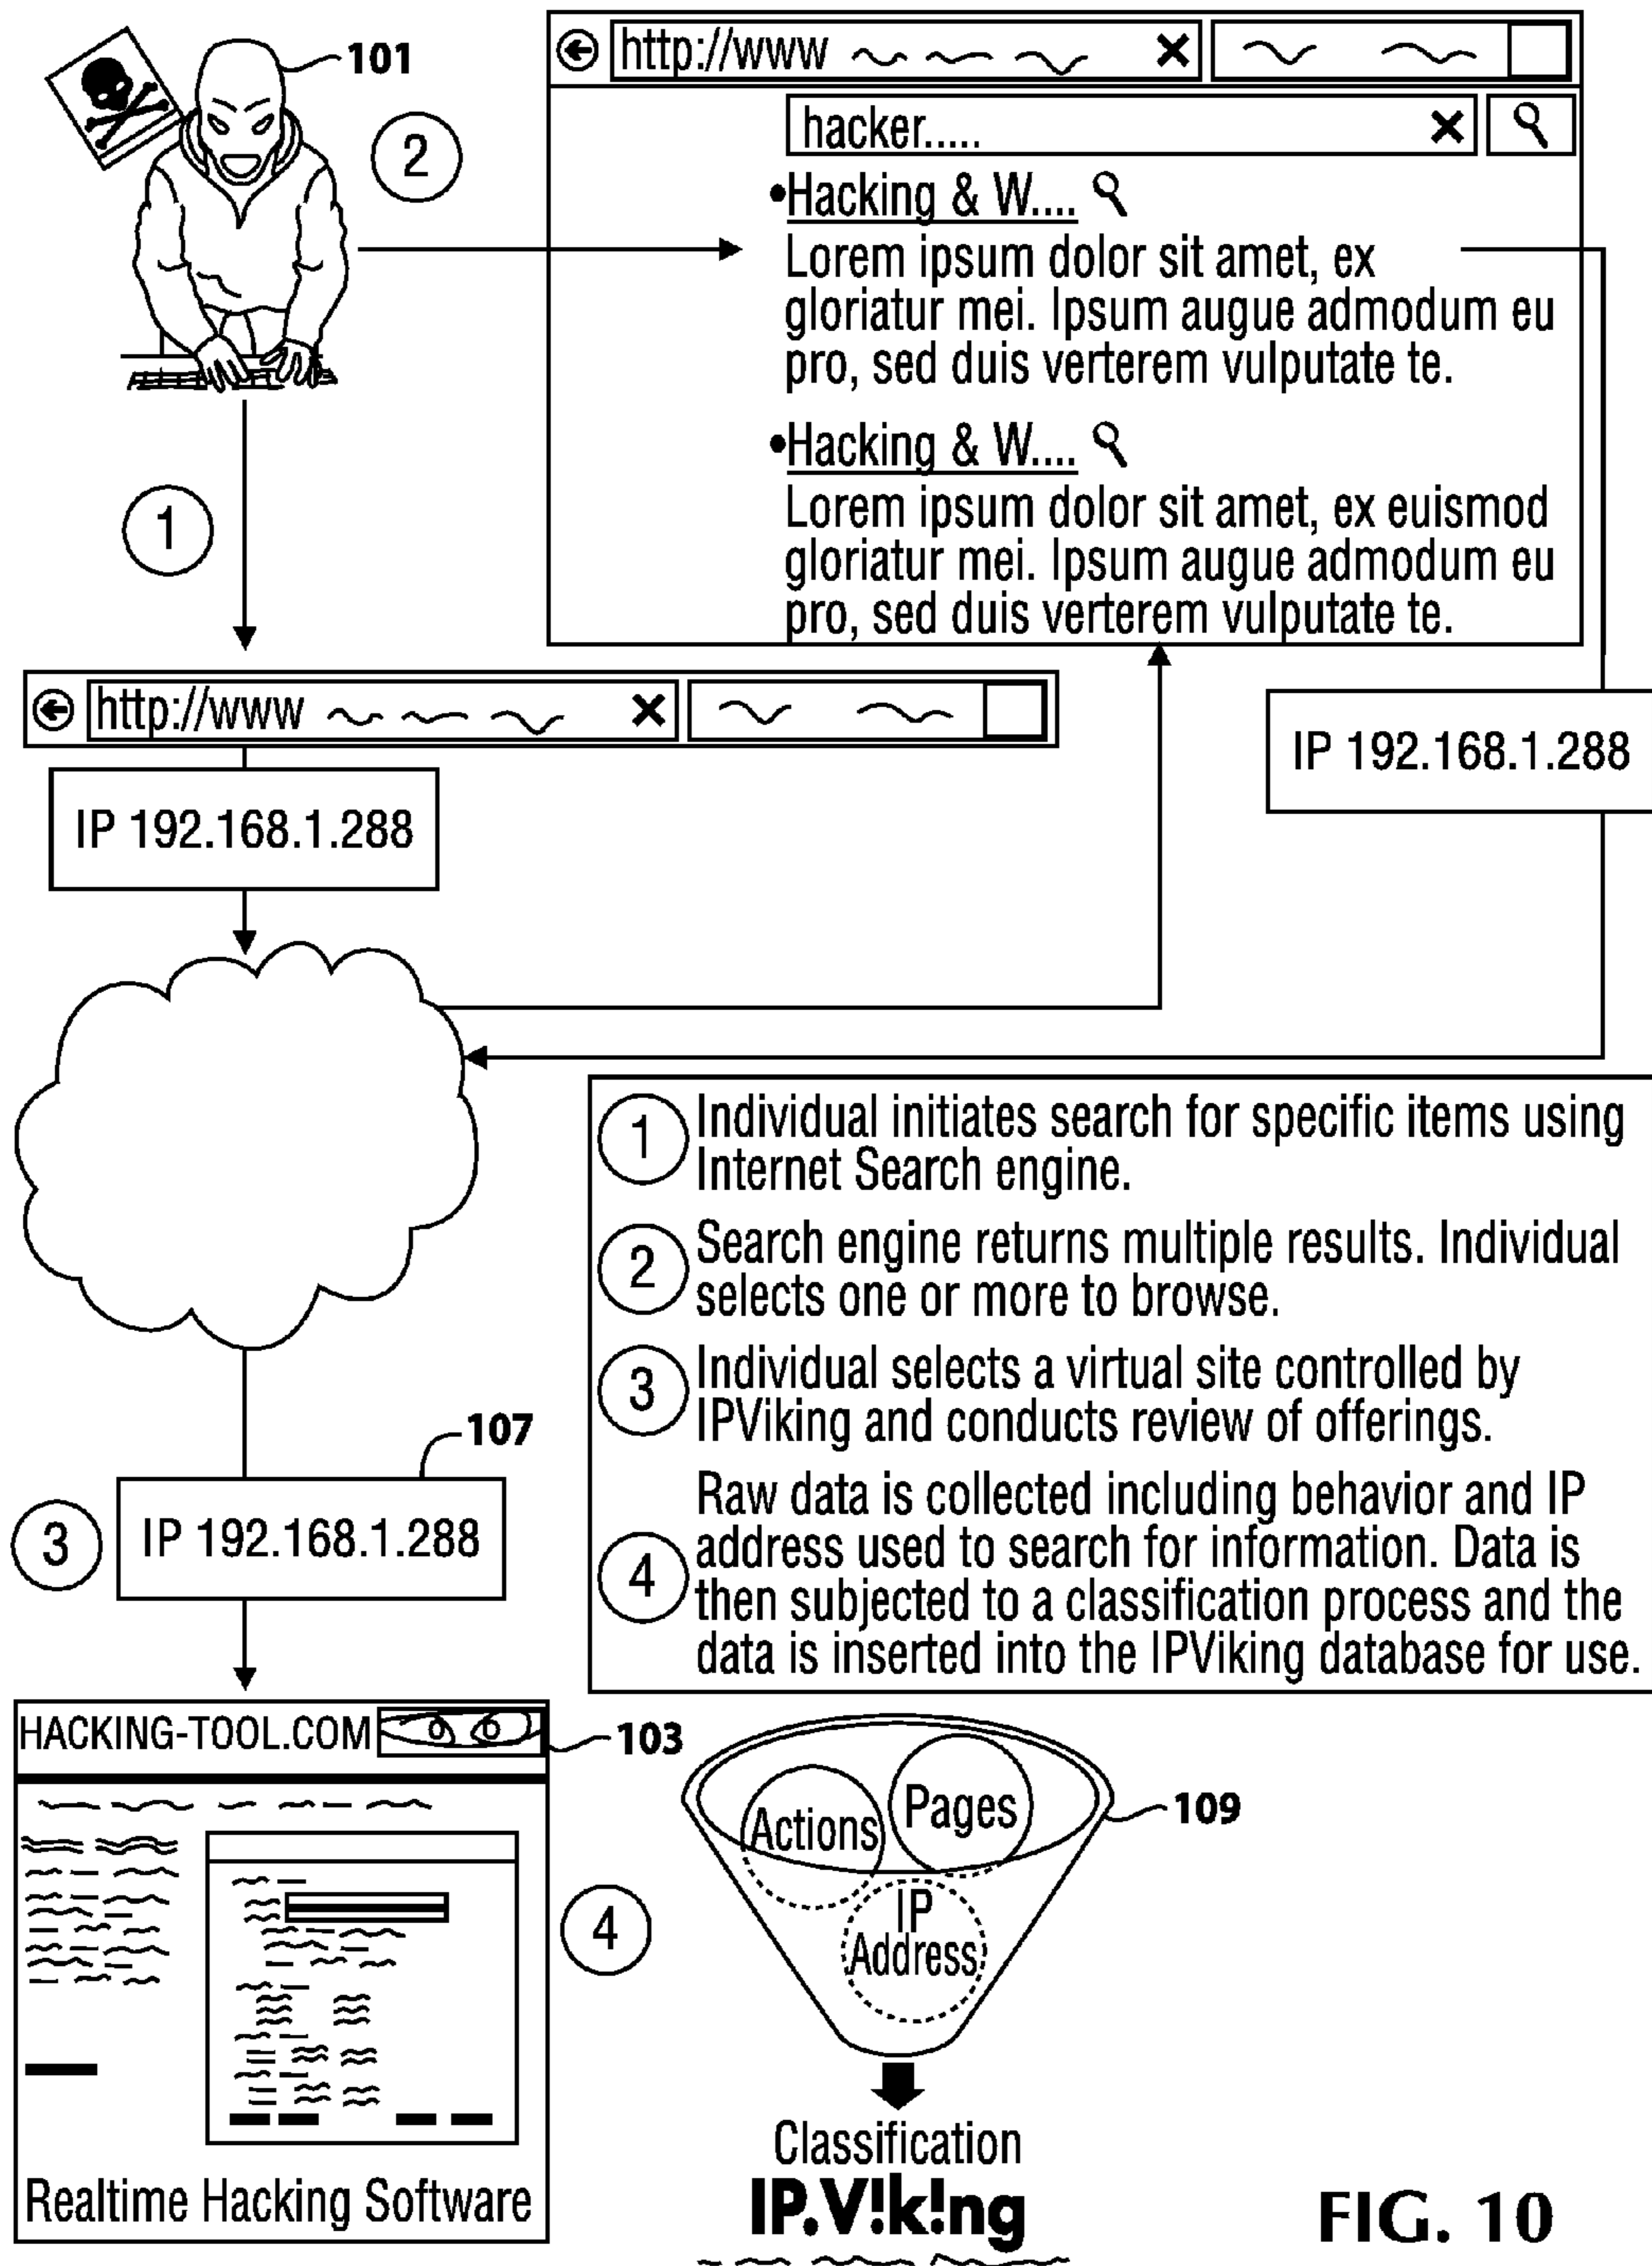 101
2
http://www
hacker.....
•Hacking & W....
Lorem ipsum dolor sit amet, ex
gloriatur mei. Ipsum augue admodum eu
pro, sed duis verterem vulputate te.
•Hacking & W....
Lorem ipsum dolor sit amet, ex euismod
gloriatur mei. Ipsum augue admodum eu
pro, sed duis verterem vulputate te.
1
http://www
IP 192.168.1.288
IP 192.168.1.288
1 Individual initiates search for specific items using
Internet Search engine.
2 Search engine returns multiple results. Individual
selects one or more to browse.
3 Individual selects a virtual site controlled by
IPViking and conducts review of offerings.
4 Raw data is collected including behavior and IP
address used to search for information. Data is
then subjected to a classification process and the
data is inserted into the IPViking database for use.
107
3
IP 192.168.1.288
HACKING-TOOL.COM
103
Realtime Hacking Software
4
Actions
Pages
IP
Address
109
Classification
IP.V!k!ng
FIG. 10